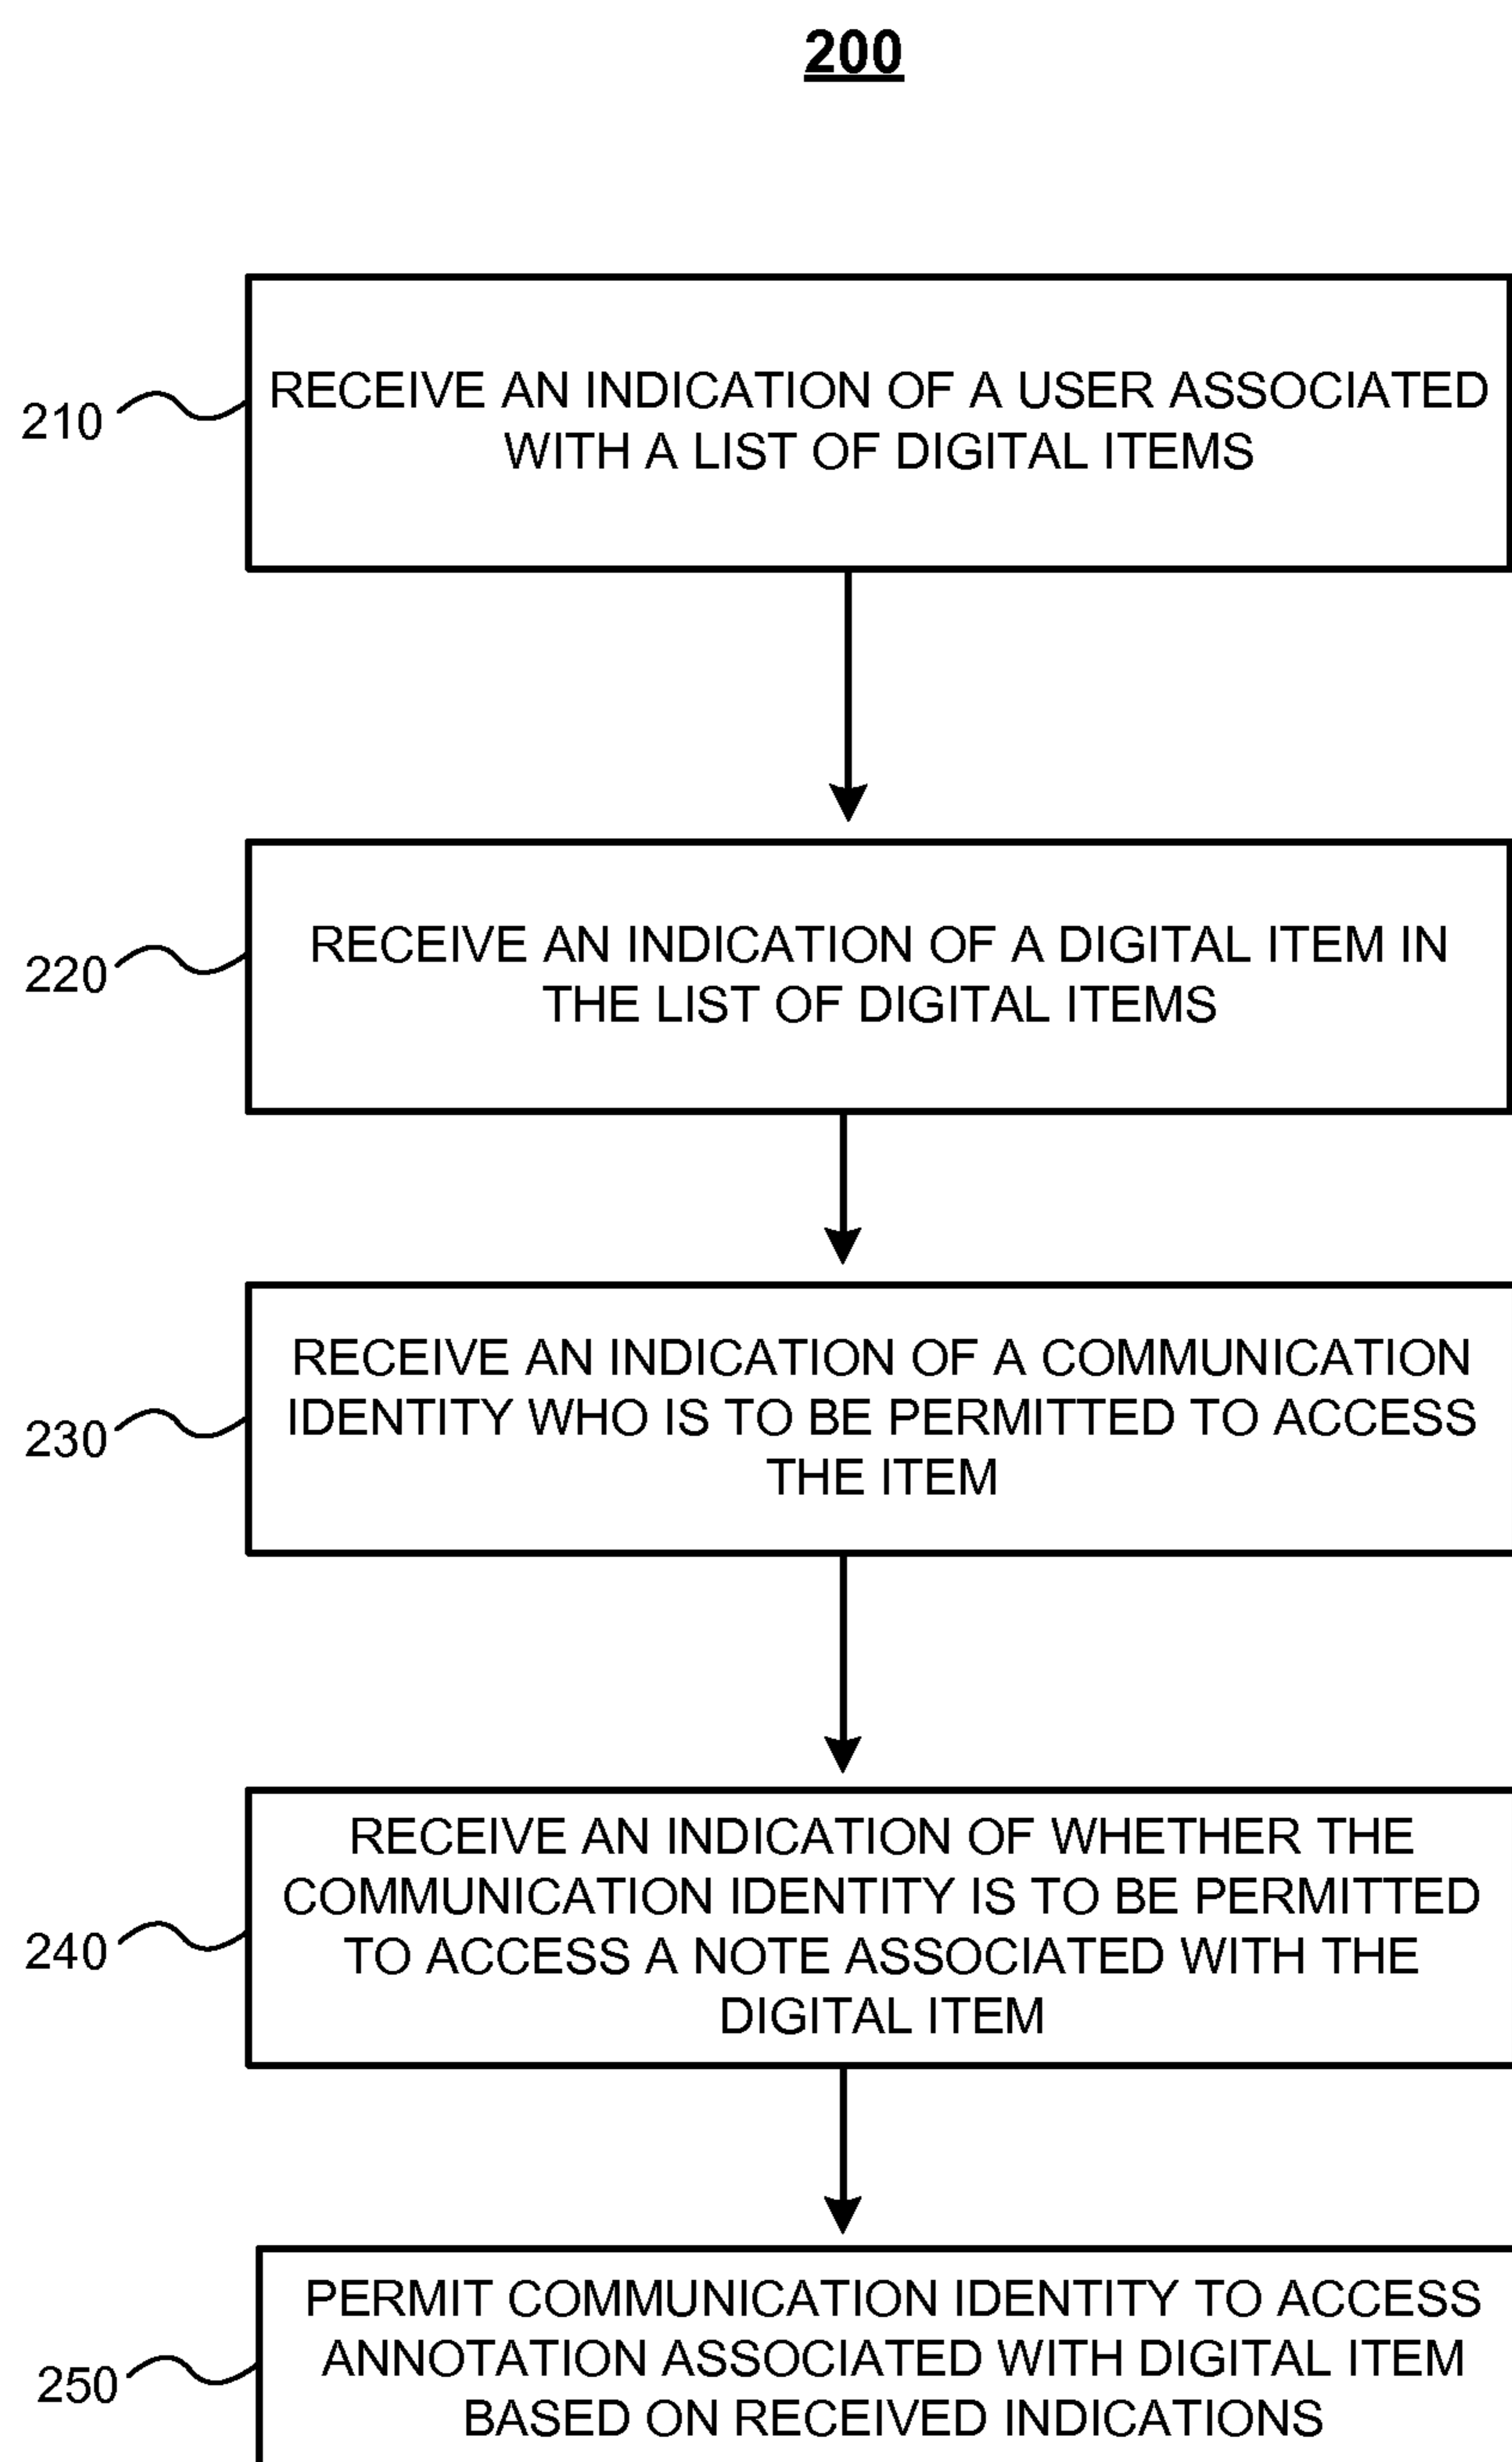 200
210
RECEIVE AN INDICATION OF A USER ASSOCIATED
WITH A LIST OF DIGITAL ITEMS
220
RECEIVE AN INDICATION OF A DIGITAL ITEM IN
THE LIST OF DIGITAL ITEMS
230
RECEIVE AN INDICATION OF A COMMUNICATION
IDENTITY WHO IS TO BE PERMITTED TO ACCESS
THE ITEM
240
RECEIVE AN INDICATION OF WHETHER THE
COMMUNICATION IDENTITY IS TO BE PERMITTED
TO ACCESS A NOTE ASSOCIATED WITH THE
DIGITAL ITEM
250
PERMIT COMMUNICATION IDENTITY TO ACCESS
ANNOTATION ASSOCIATED WITH DIGITAL ITEM
BASED ON RECEIVED INDICATIONS